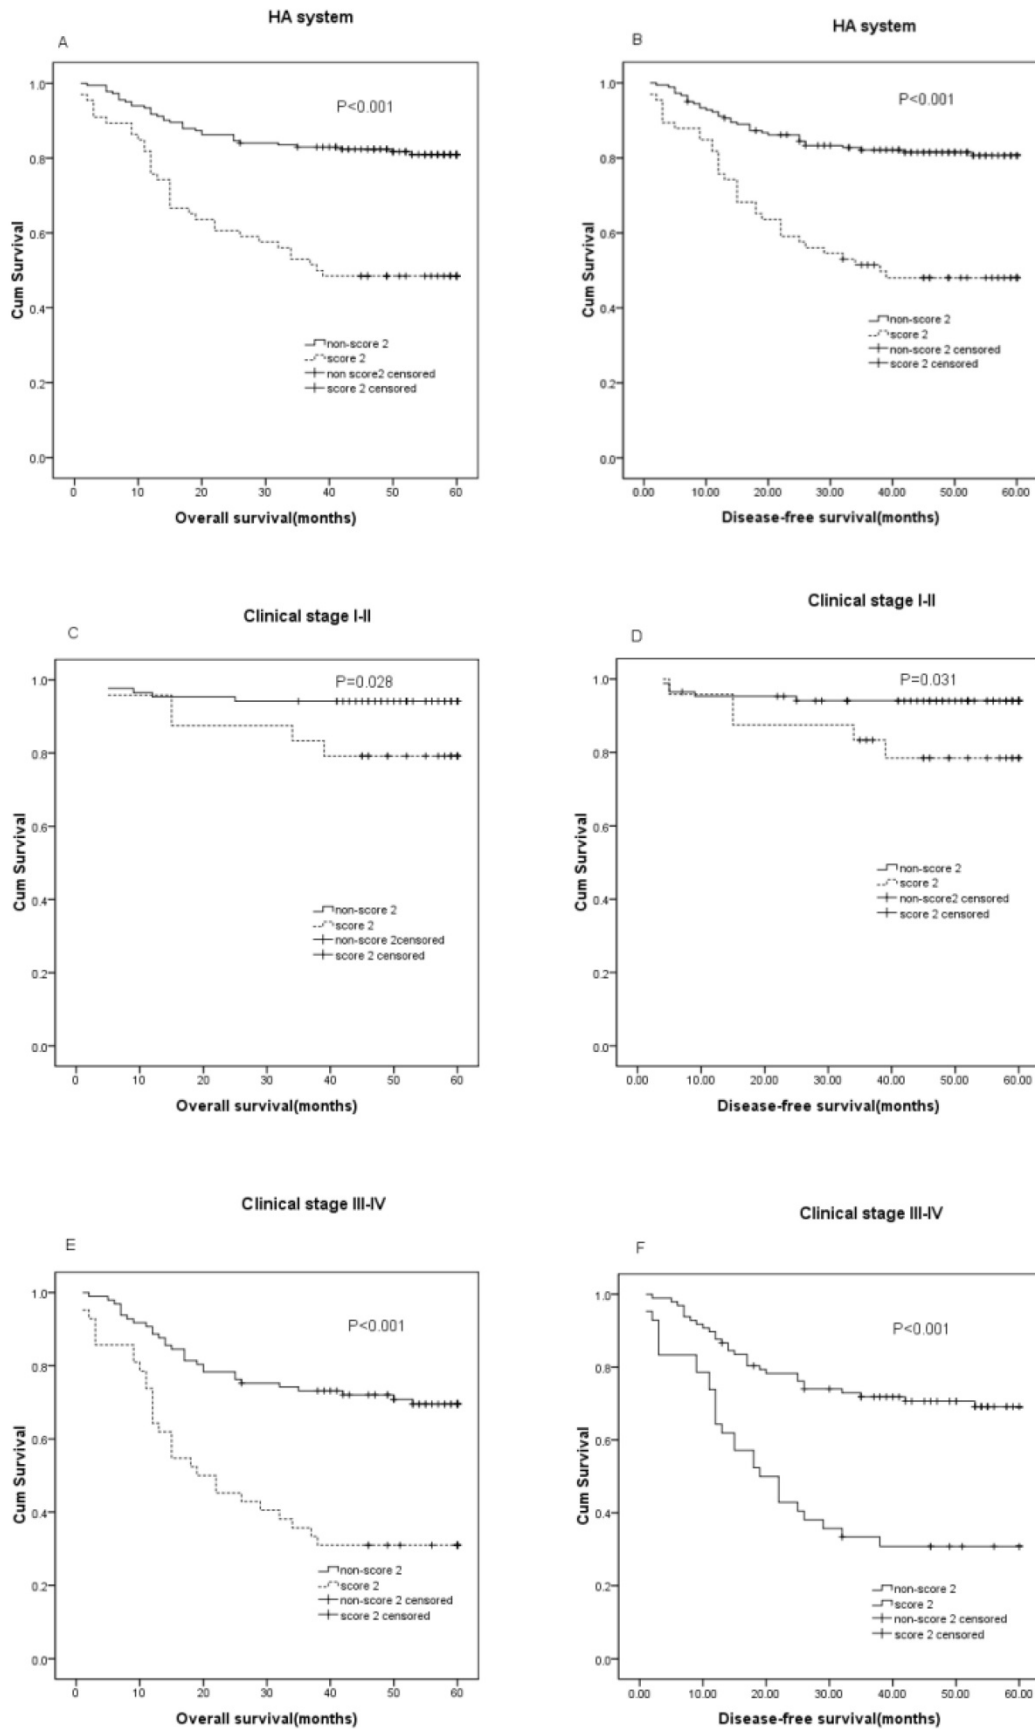 HA system
A
P<0.001
1.0
0.8
0.6
0.4
0.2
0.0
Cum Survival
non-score 2
score 2
non score2 censored
score 2 censored
0 10 20 30 40 50 60
Overall survival(months)
HA system
B
P<0.001
1.0
0.8
0.6
0.4
0.2
0.0
Cum Survival
non-score 2
score 2
non-score 2 censored
score 2 censored
0.00 10.00 20.00 30.00 40.00 50.00 60.00
Disease-free survival(months)
Clinical stage I-II
C
P=0.028
1.0
0.8
0.6
0.4
0.2
0.0
Cum Survival
non-score 2
score 2
non-score 2censored
score 2 censored
0 10 20 30 40 50 60
Overall survival(months)
Clinical stage I-II
D
P=0.031
1.0
0.8
0.6
0.4
0.2
0.0
Cum Survival
non-score 2
score 2
non-score2 censored
score 2 censored
0.00 10.00 20.00 30.00 40.00 50.00 60.00
Disease-free survival(months)
Clinical stage III-IV
E
P<0.001
1.0
0.8
0.6
0.4
0.2
0.0
Cum Survival
non-score 2
score 2
non-score 2 censored
score 2 censored
0 10 20 30 40 50 60
Overall survival(months)
Clinical stage III-IV
F
P<0.001
1.0
0.8
0.6
0.4
0.2
0.0
Cum Survival
non-score 2
score 2
non-score 2 censored
score 2 censored
0.00 10.00 20.00 30.00 40.00 50.00 60.00
Disease-free survival(months)